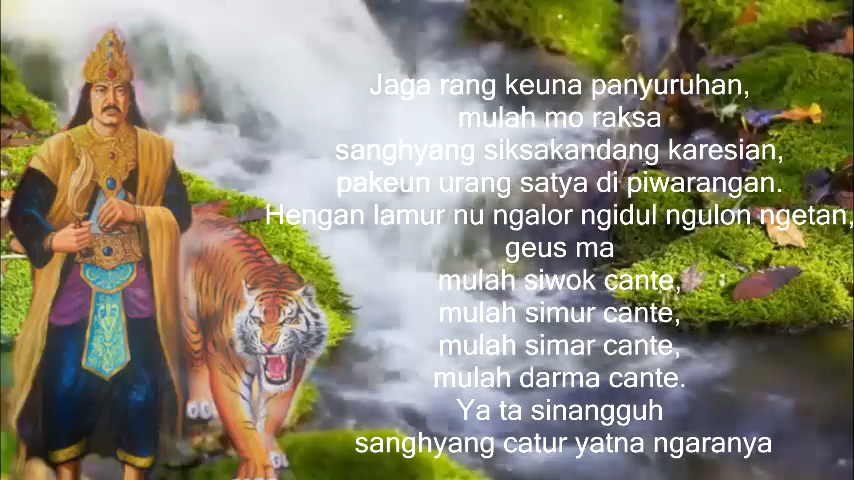 Jaga rang keuna panyuruhan,
mulah mo raksa
sanghyang siksakandang karesian,
pakeun urang satya di piwarangan.
Hengan lamur nu ngalor ngidul ngulon ngetan,
geus ma
mulah siwok cante,
mulah simur cante,
mulah simar cante,
mulah darma cante.
Ya ta sinangguh
sanghyang catur yatna ngaranya